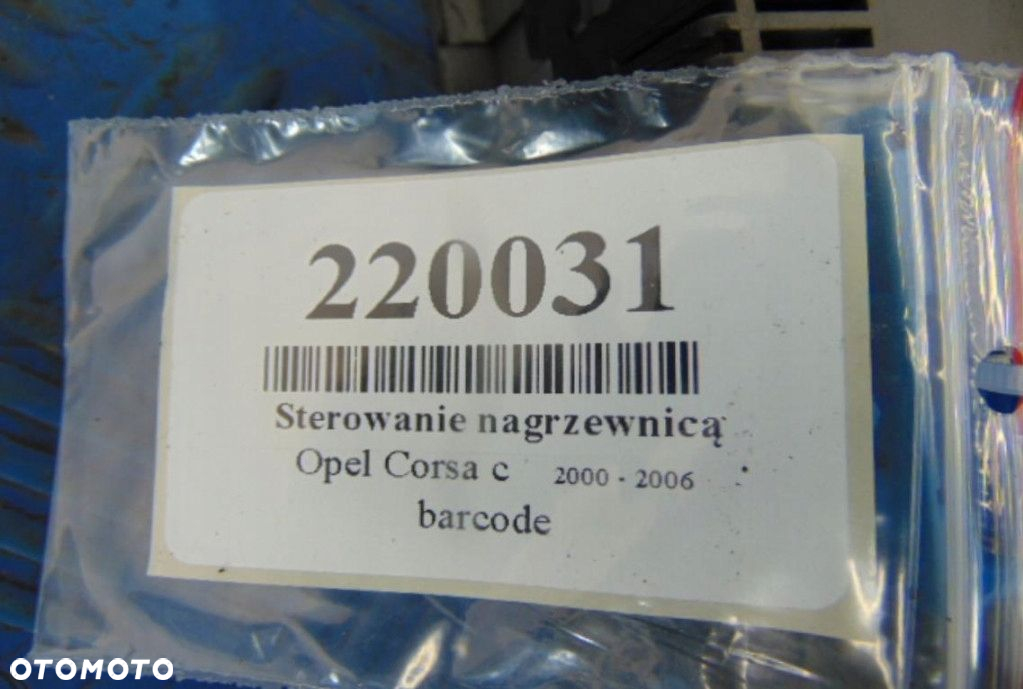 220031
Sterowanie nagrzewnicą
Opel Corsa c 2000 - 2006
barcode
OTOMOTO